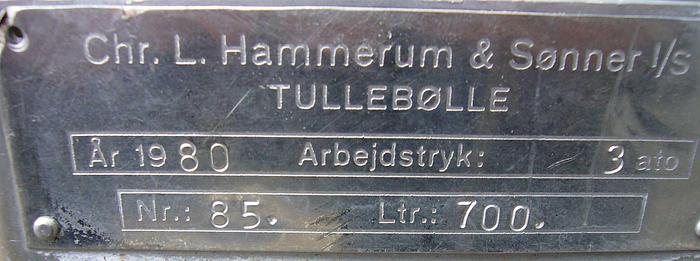 Chr. L. Hammerum & Sønner I/S
TULLEBØLLE
År 1980 Arbejdstryk: 3 ato
Nr.: 85. Ltr.: 700.